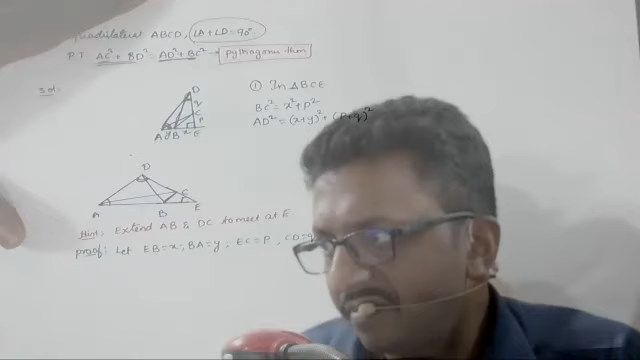 Quadrilateral ABCD, ∠A+∠D=90°
P.T AC²+BD² = AD²+BC² → Pythagorus thm
Sol:
① In △BCE
BC² = x²+p²
AD² = (x+y)²+(p+q)²
D
q
C
P
A y B x E
D
C
A B E
Hint: Extend AB & DC to meet at E
Proof: Let EB=x, BA=y; EC=P, CD=q